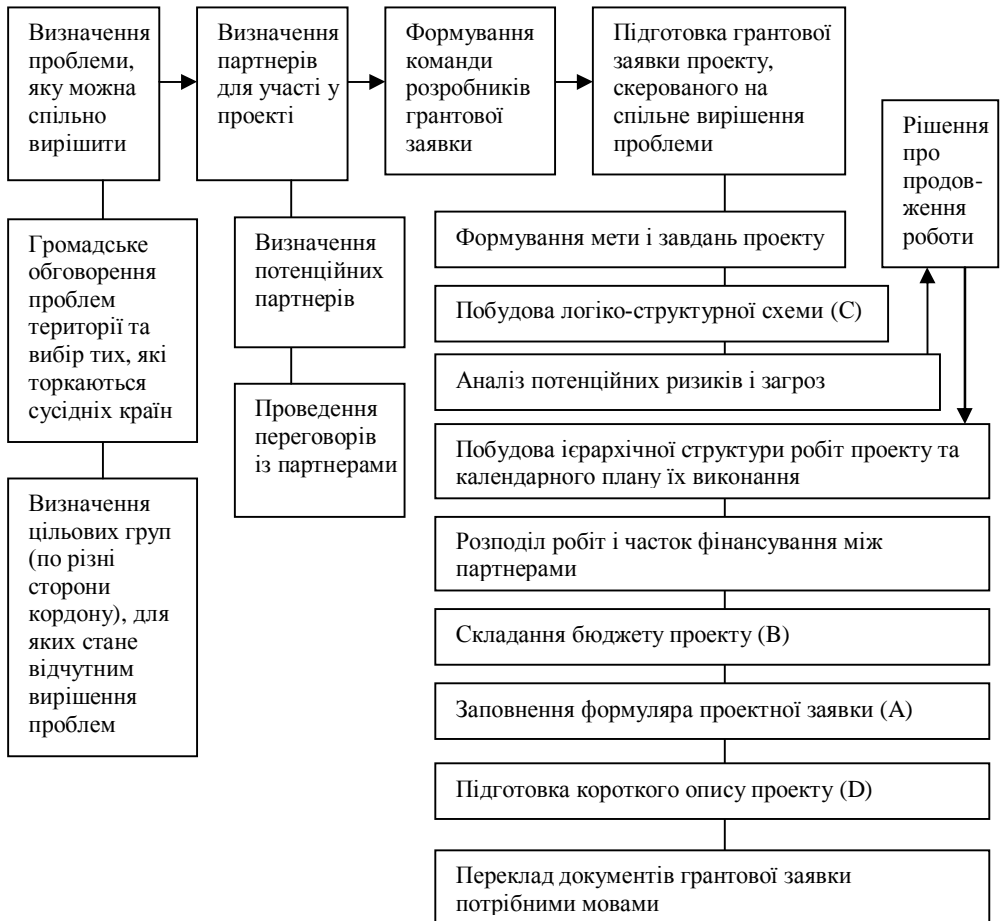 Визначення
проблеми,
яку можна
спільно
вирішити
Визначення
партнерів
для участі у
проекті
Формування
команди
розробників
грантової
заявки
Підготовка грантової
заявки проекту,
скерованого на
спільне вирішення
проблеми
Рішення
про
продов-
ження
роботи
Громадське
обговорення
проблем
території та
вибір тих, які
торкаються
сусідніх країн
Визначення
цільових груп
(по різні
сторони
кордону), для
яких стане
відчутним
вирішення
проблем
Визначення
потенційних
партнерів
Проведення
переговорів
із партнерами
Формування мети і завдань проекту
Побудова логіко-структурної схеми (С)
Аналіз потенційних ризиків і загроз
Побудова ієрархічної структури робіт проекту та
календарного плану їх виконання
Розподіл робіт і часток фінансування між
партнерами
Складання бюджету проекту (В)
Заповнення формуляра проектної заявки (А)
Підготовка короткого опису проекту (D)
Переклад документів грантової заявки
потрібними мовами